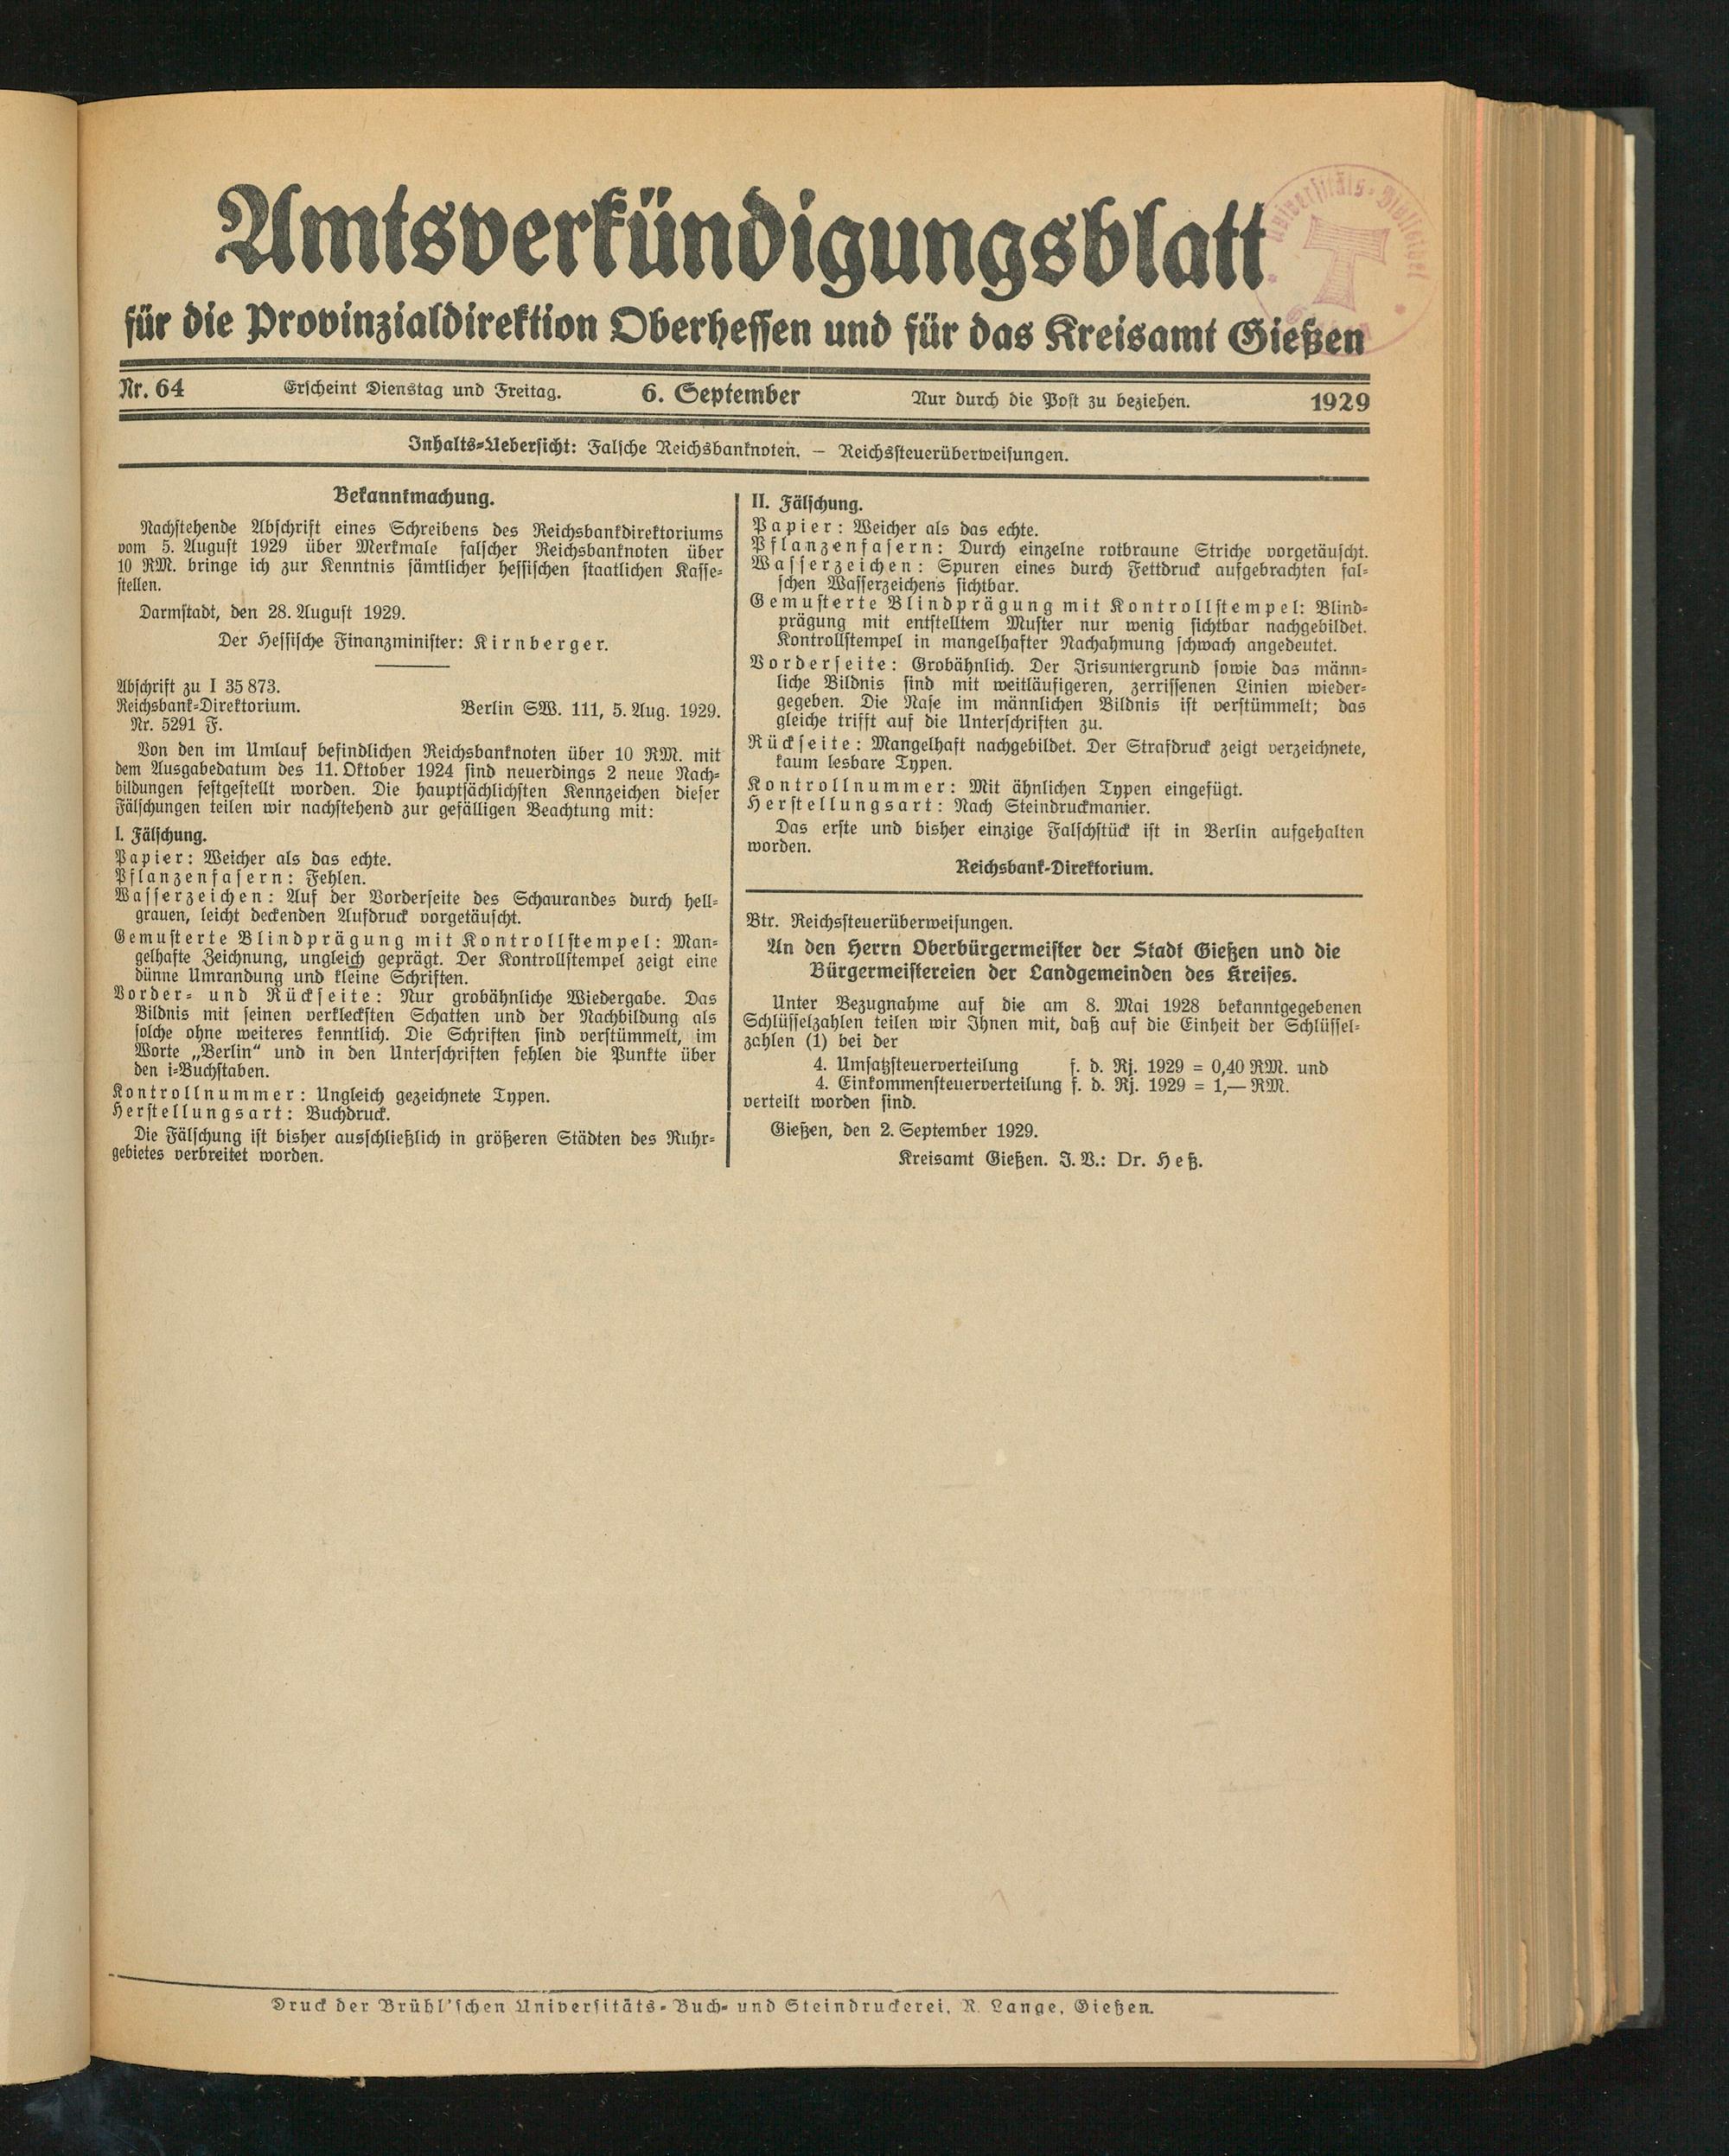 Amtsverkündigungsblatt
für die Provinzialdirektion Oberhessen und für das Kreisamt Gießen
Nr. 64 Erscheint Dienstag und Freitag. 6. September Nur durch die Post zu beziehen. 1929
Inhalts-Uebersicht: Falsche Reichsbanknoten. — Reichssteuerüberweisungen.
Bekanntmachung.
Nachstehende Abschrift eines Schreibens des Reichsbankdirektoriums
vom 5. August 1929 über Merkmale falscher Reichsbanknoten über
10 RM. bringe ich zur Kenntnis sämtlicher hessischen staatlichen Kasse-
stellen.
Darmstadt, den 28. August 1929.
Der Hessische Finanzminister: Kirnberger.
Abschrift zu I 35 873.
Reichsbank-Direktorium. Berlin SW. 111, 5. Aug. 1929.
Nr. 5291 F.
Von den im Umlauf befindlichen Reichsbanknoten über 10 RM. mit
dem Ausgabedatum des 11. Oktober 1924 sind neuerdings 2 neue Nach-
bildungen festgestellt worden. Die hauptsächlichsten Kennzeichen dieser
Fälschungen teilen wir nachstehend zur gefälligen Beachtung mit:
I. Fälschung.
Papier: Weicher als das echte.
Pflanzenfasern: Fehlen.
Wasserzeichen: Auf der Vorderseite des Schaurandes durch hell-
grauen, leicht deckenden Aufdruck vorgetäuscht.
Gemusterte Blindprägung mit Kontrollstempel: Man-
gelhafte Zeichnung, ungleich geprägt. Der Kontrollstempel zeigt eine
dünne Umrandung und kleine Schriften.
Vorder- und Rückseite: Nur grobähnliche Wiedergabe. Das
Bildnis mit seinen verklecksten Schatten und der Nachbildung als
solche ohne weiteres kenntlich. Die Schriften sind verstümmelt, im
Worte „Berlin“ und in den Unterschriften fehlen die Punkte über
den i-Buchstaben.
Kontrollnummer: Ungleich gezeichnete Typen.
Herstellungsart: Buchdruck.
Die Fälschung ist bisher ausschließlich in größeren Städten des Ruhr-
gebietes verbreitet worden.
II. Fälschung.
Papier: Weicher als das echte.
Pflanzenfasern: Durch einzelne rotbraune Striche vorgetäuscht.
Wasserzeichen: Spuren eines durch Fettdruck aufgebrachten fal-
schen Wasserzeichens sichtbar.
Gemusterte Blindprägung mit Kontrollstempel: Blind-
prägung mit entstelltem Muster nur wenig sichtbar nachgebildet.
Kontrollstempel in mangelhafter Nachahmung schwach angedeutet.
Vorderseite: Grobähnlich. Der Irisuntergrund sowie das männ-
liche Bildnis sind mit weitläufigeren, zerrissenen Linien wieder-
gegeben. Die Nase im männlichen Bildnis ist verstümmelt; das
gleiche trifft auf die Unterschriften zu.
Rückseite: Mangelhaft nachgebildet. Der Strafdruck zeigt verzeichnete,
kaum lesbare Typen.
Kontrollnummer: Mit ähnlichen Typen eingefügt.
Herstellungsart: Nach Steindruckmanier.
Das erste und bisher einzige Falschstück ist in Berlin aufgehalten
worden.
Reichsbank-Direktorium.
Btr. Reichssteuerüberweisungen.
An den Herrn Oberbürgermeister der Stadt Gießen und die
Bürgermeistereien der Landgemeinden des Kreises.
Unter Bezugnahme auf die am 8. Mai 1928 bekanntgegebenen
Schlüsselzahlen teilen wir Ihnen mit, daß auf die Einheit der Schlüssel-
zahlen (1) bei der
4. Umsatzsteuerverteilung f. d. Rj. 1929 = 0,40 RM. und
4. Einkommensteuerverteilung f. d. Rj. 1929 = 1,— RM.
verteilt worden sind.
Gießen, den 2. September 1929.
Kreisamt Gießen. J. V.: Dr. Heß.
Druck der Brühl'schen Universitäts-Buch- und Steindruckerei, R. Lange, Gießen.
Universitäts-Bibliothek